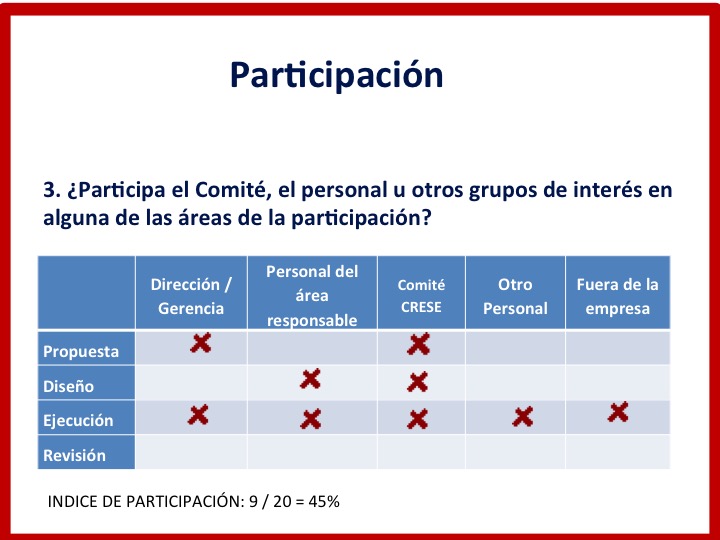 Participación
3. ¿Participa el Comité, el personal u otros grupos de interés en
alguna de las áreas de la participación?
Dirección /
Gerencia
Personal del
área
responsable
Comité
CRESE
Otro
Personal
Fuera de la
empresa
Propuesta
Diseño
Ejecución
Revisión
INDICE DE PARTICIPACIÓN: 9 / 20 = 45%